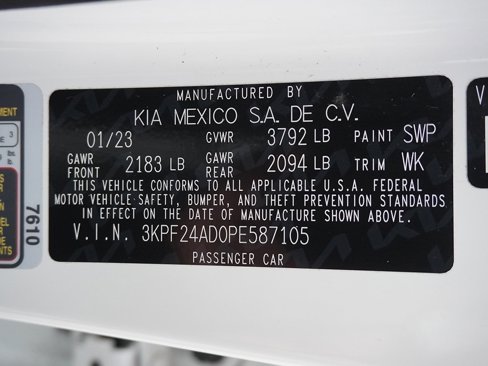 MANUFACTURED BY
KIA MEXICO S.A. DE C.V.
01/23 GVWR 3792 LB PAINT SWP
GAWR FRONT 2183 LB GAWR REAR 2094 LB TRIM WK
THIS VEHICLE CONFORMS TO ALL APPLICABLE U.S.A. FEDERAL
MOTOR VEHICLE SAFETY, BUMPER, AND THEFT PREVENTION STANDARDS
IN EFFECT ON THE DATE OF MANUFACTURE SHOWN ABOVE.
V.I.N. 3KPF24AD0PE587105
PASSENGER CAR
7610